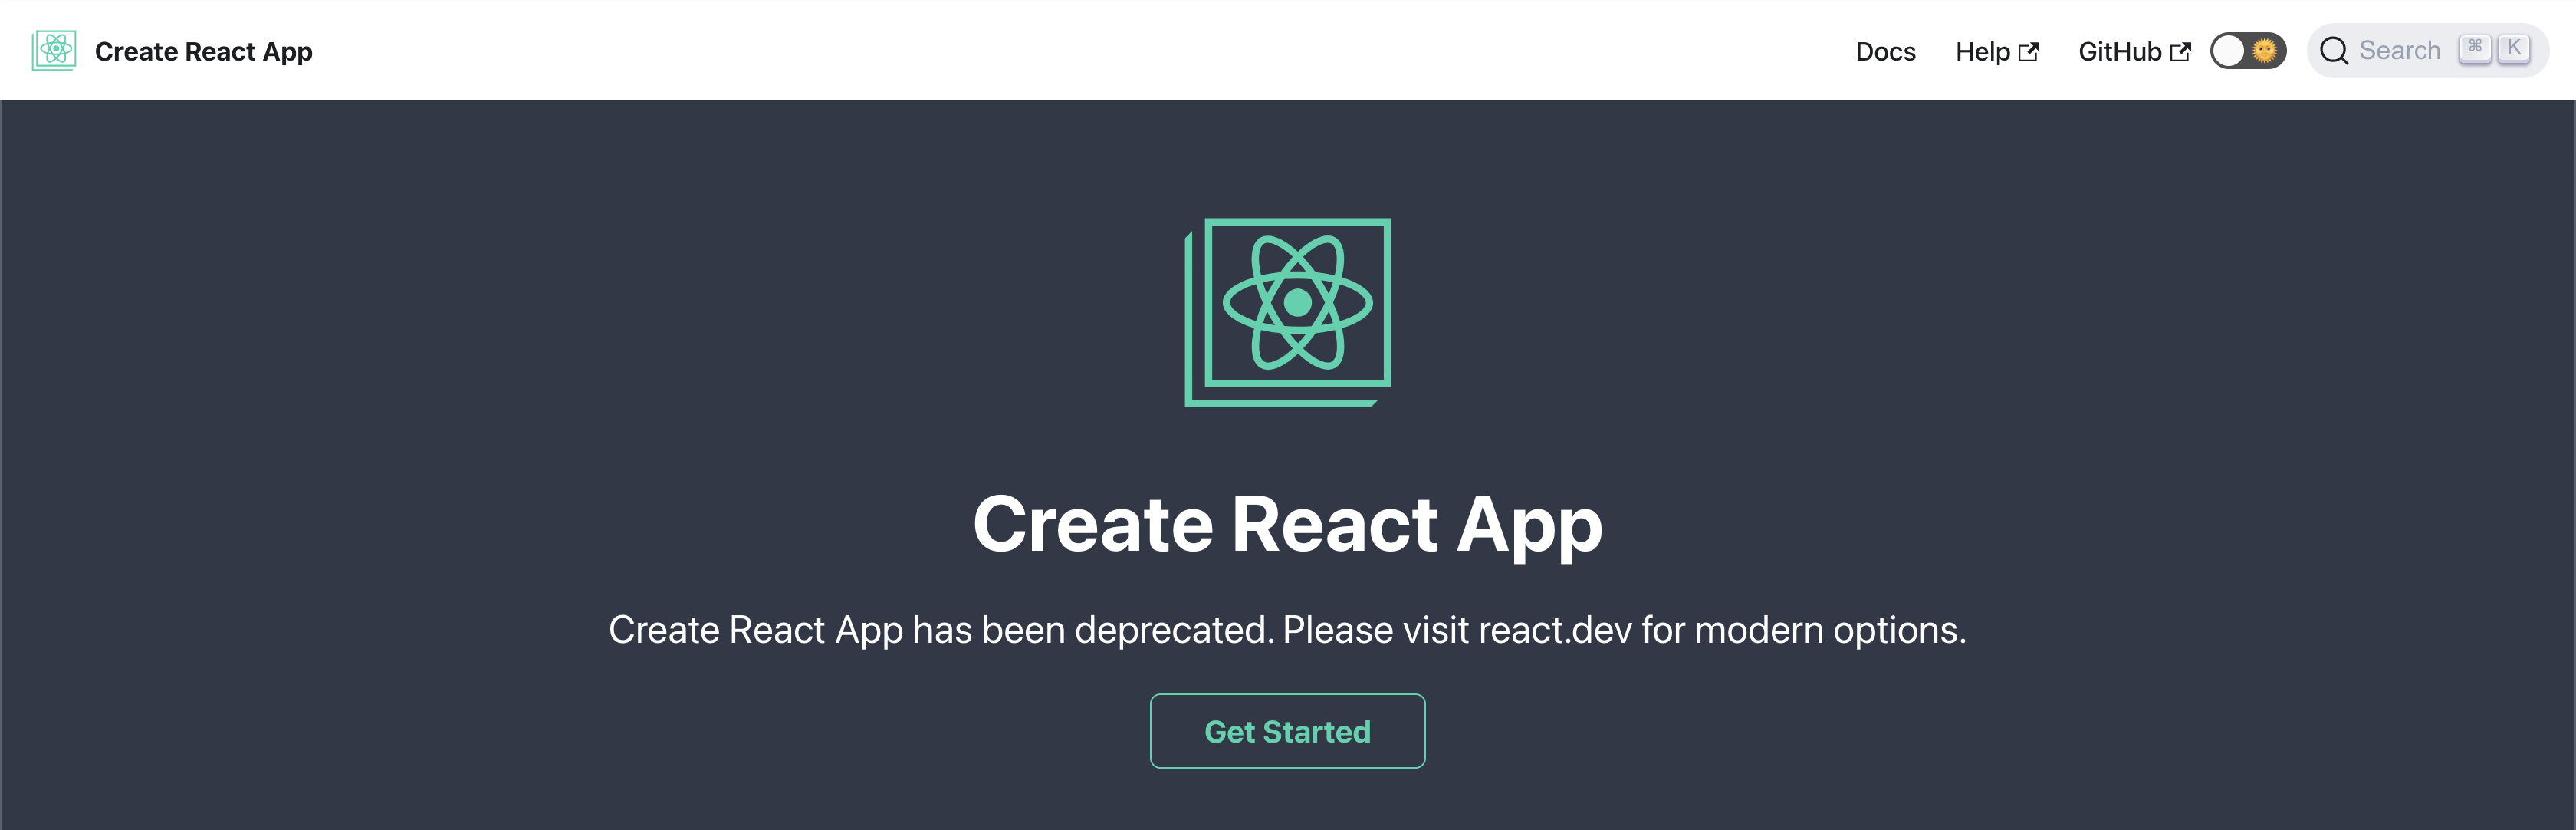 Create React App
Docs Help GitHub Search ⌘ K
Create React App
Create React App has been deprecated. Please visit react.dev for modern options.
Get Started